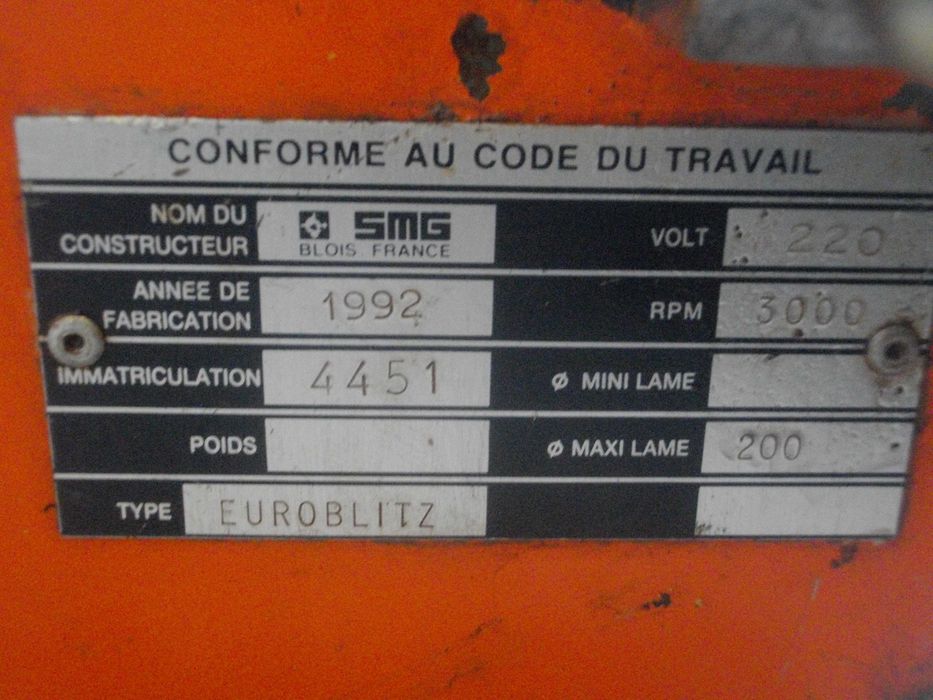 CONFORME AU CODE DU TRAVAIL
NOM DU
CONSTRUCTEUR
SMG
BLOIS FRANCE
VOLT 220
ANNEE DE
FABRICATION
1992
RPM 3000
IMMATRICULATION 4451
Ø MINI LAME
POIDS
Ø MAXI LAME 200
TYPE EUROBLITZ